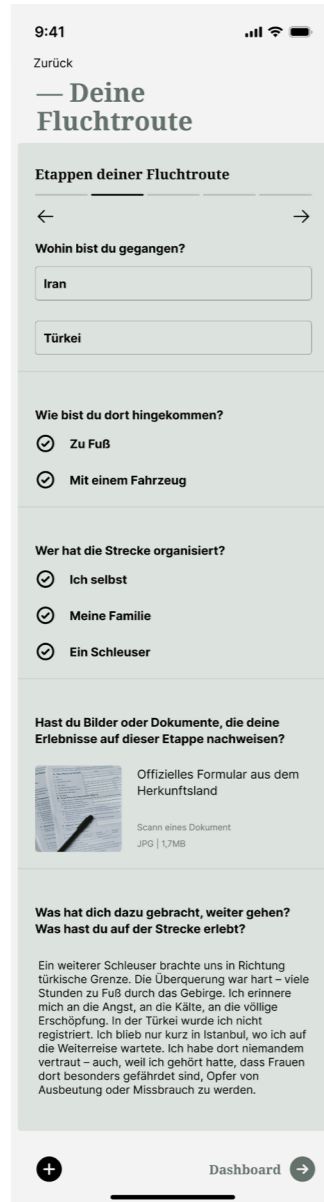 9:41
Zurück
— Deine
Fluchtroute
Etappen deiner Fluchtroute
Wohin bist du gegangen?
Iran
Türkei
Wie bist du dort hingekommen?
Zu Fuß
Mit einem Fahrzeug
Wer hat die Strecke organisiert?
Ich selbst
Meine Familie
Ein Schleuser
Hast du Bilder oder Dokumente, die deine
Erlebnisse auf dieser Etappe nachweisen?
Offizielles Formular aus dem
Herkunftsland
Scann eines Dokument
JPG | 1,7MB
Was hat dich dazu gebracht, weiter gehen?
Was hast du auf der Strecke erlebt?
Ein weiterer Schleuser brachte uns in Richtung
türkische Grenze. Die Überquerung war hart – viele
Stunden zu Fuß durch das Gebirge. Ich erinnere
mich an die Angst, an die Kälte, an die völlige
Erschöpfung. In der Türkei wurde ich nicht
registriert. Ich blieb nur kurz in Istanbul, wo ich auf
die Weiterreise wartete. Ich habe dort niemandem
vertraut – auch, weil ich gehört hatte, dass Frauen
dort besonders gefährdet sind, Opfer von
Ausbeutung oder Missbrauch zu werden.
Dashboard